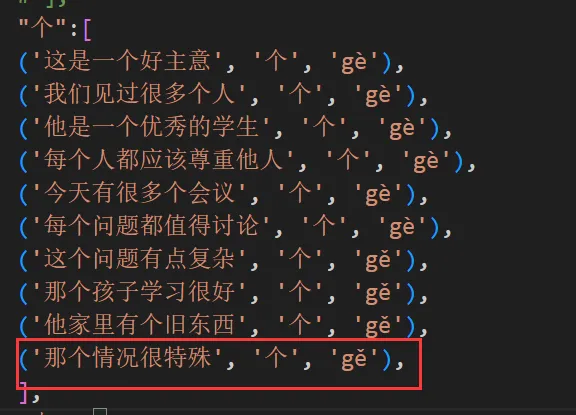 "个":[
('这是一个好主意', '个', 'gè'),
('我们见过很多个人', '个', 'gè'),
('他是一个优秀的学生', '个', 'gè'),
('每个人都应该尊重他人', '个', 'gè'),
('今天有很多个会议', '个', 'gè'),
('每个问题都值得讨论', '个', 'gè'),
('这个问题有点复杂', '个', 'gě'),
('那个孩子学习很好', '个', 'gě'),
('他家里有个旧东西', '个', 'gě'),
('那个情况很特殊', '个', 'gě'),
],